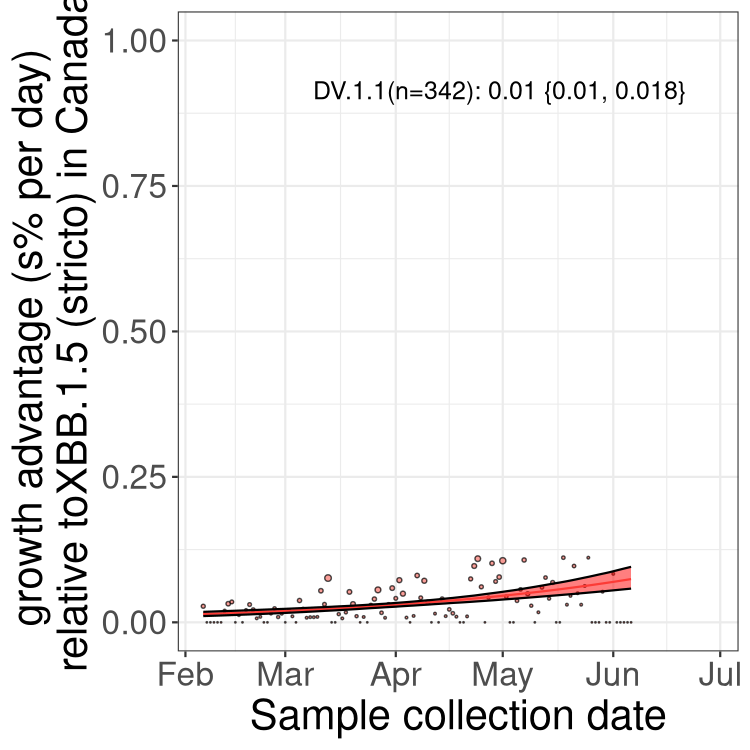 growth advantage (s% per day)
relative toXBB.1.5 (stricto) in Canada
1.00
0.75
0.50
0.25
0.00
DV.1.1(n=342): 0.01 {0.01, 0.018}
Feb Mar Apr May Jun Jul
Sample collection date